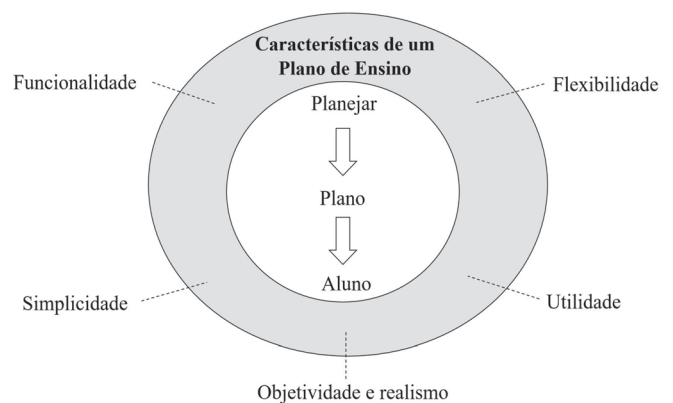 Características de um
Plano de Ensino
Funcionalidade
Flexibilidade
Planejar
Plano
Aluno
Simplicidade
Utilidade
Objetividade e realismo